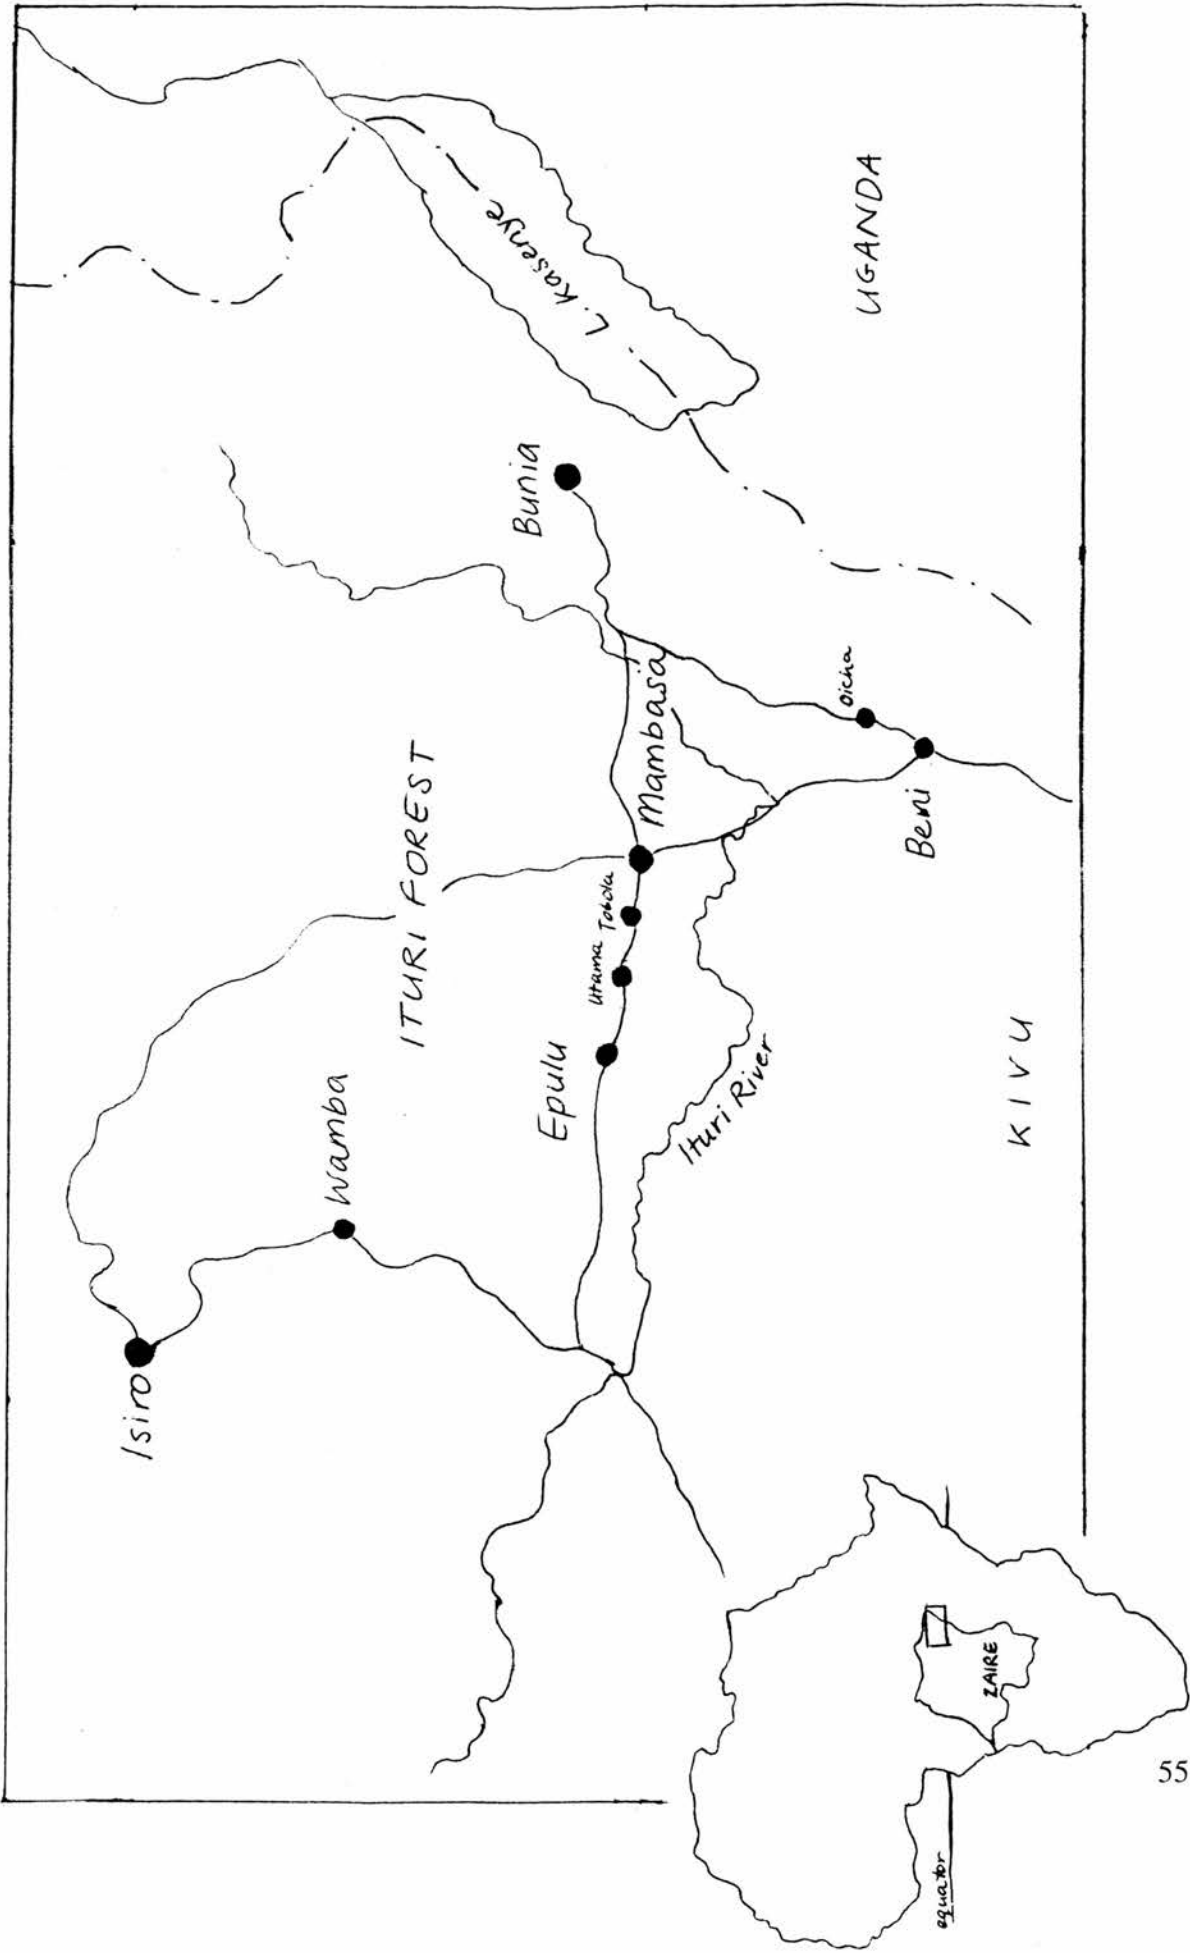 Isiro
Wamba
ITURI FOREST
Bunia
L. Kasenye
UGANDA
Epulu
Utama
Tobola
Mambasa
Oicha
Beni
Ituri River
KIVU
ZAIRE
equator
55